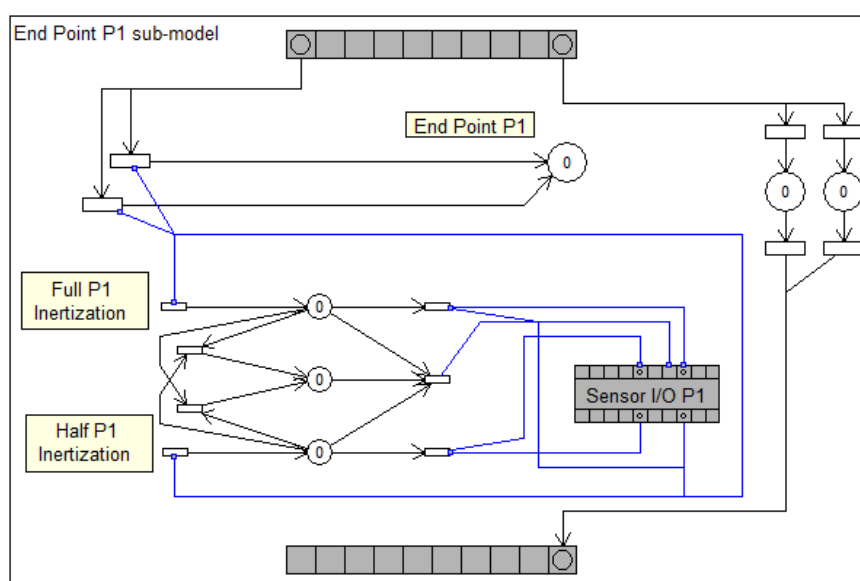 End Point P1 sub-model
End Point P1
0
0
0
Full P1
Inertization
0
0
Sensor I/O P1
Half P1
Inertization
0